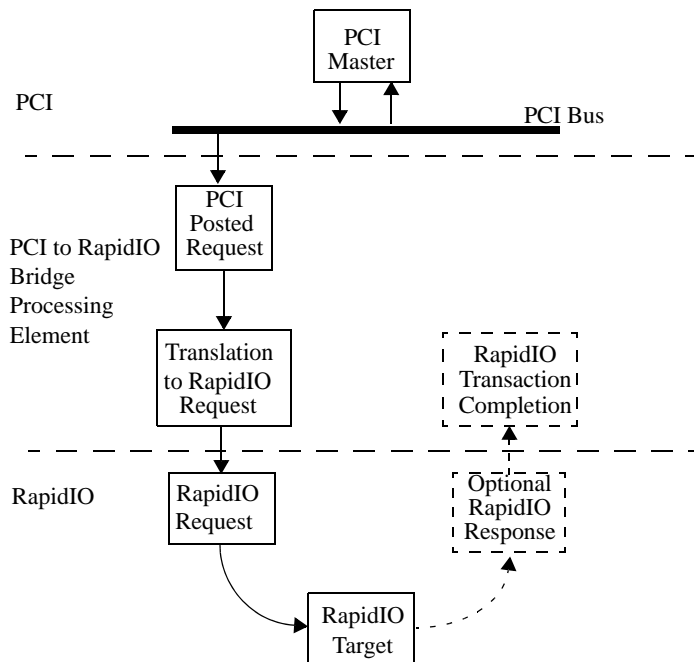 PCI
Master
PCI
PCI Bus
PCI
Posted
Request
PCI to RapidIO
Bridge
Processing
Element
Translation
to RapidIO
Request
RapidIO
Transaction
Completion
RapidIO
RapidIO
Request
Optional
RapidIO
Response
RapidIO
Target